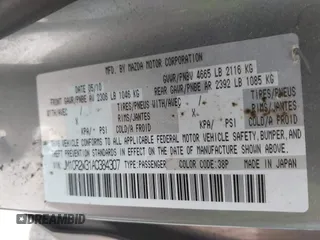 MFD. BY MAZDA MOTOR CORPORATION
DATE 05/10 GVWR/PNBV 4665 LB 2116 KG
FRONT GAWR/PNBE AV 2306 LB 1046 KG REAR GAWR/PNBE AR 2392 LB 1085 KG
WITH/AVEC / TIRES/PNEUS WITH/AVEC / TIRES/PNEUS
/ KPA/ PSI/ COLD/A FROID / KPA/ PSI/ COLD/A FROID
THIS VEHICLE CONFORMS TO ALL APPLICABLE FEDERAL MOTOR VEHICLE SAFETY, BUMPER, AND
THEFT PREVENTION STANDARDS IN EFFECT ON THE DATE OF MANUFACTURE SHOWN ABOVE.
TYPE:PASSENGER COLOR CODE:38P MADE IN JAPAN
DREAMBID